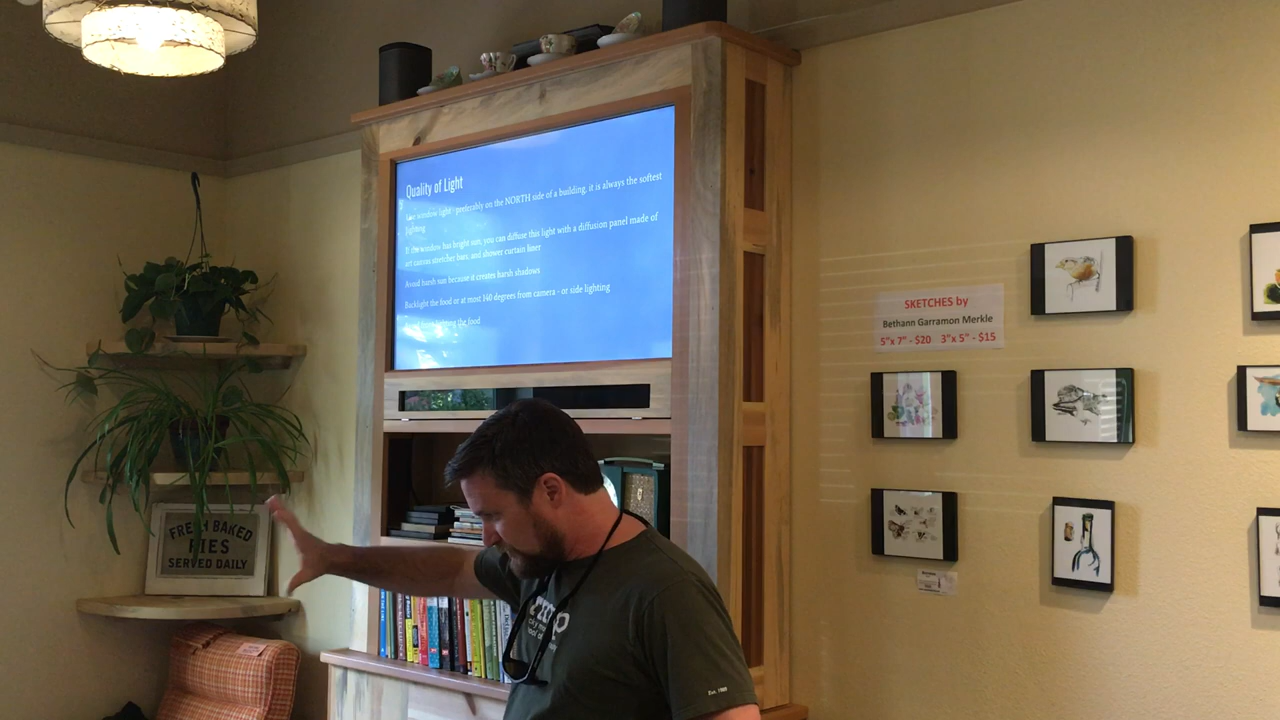 Quality of Light
Use window light - preferably on the NORTH side of a building, it is always the softest
lighting
If the window has bright sun, you can diffuse this light with a diffusion panel made of
art canvas stretcher bars, and shower curtain liner
Avoid harsh sun because it creates harsh shadows
Backlight the food or at most 140 degrees from camera - or side lighting
lighting the food
SKETCHES by
Bethann Garramon Merkle
5"x 7" - $20 3"x 5" - $15
FRESH BAKED
PIES
SERVED DAILY
Est. 1989